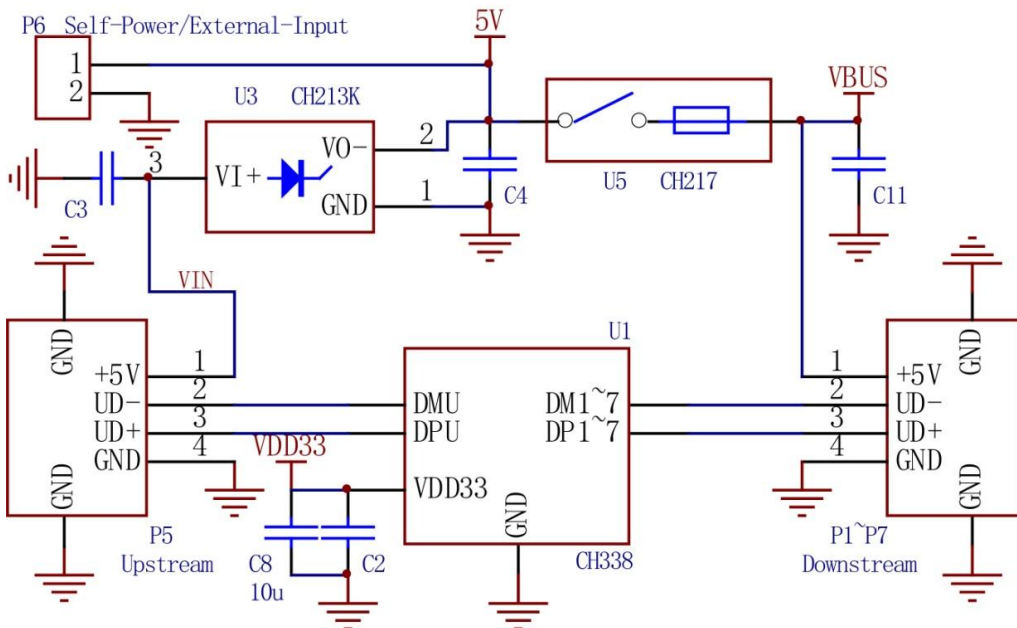 P6 Self-Power/External-Input
5V
1
2
U3 CH213K
VBUS
3
VI+
VO-
2
GND
1
C3
C4
U5 CH217
C11
VIN
U1
GND
+5V
1
UD-
2
UD+
3
GND
4
GND
P5
Upstream
DMU
DPU
VDD33
GND
DM1~7
DP1~7
CH338
VDD33
C8
10u
C2
GND
1
+5V
2
UD-
3
UD+
4
GND
GND
P1~P7
Downstream